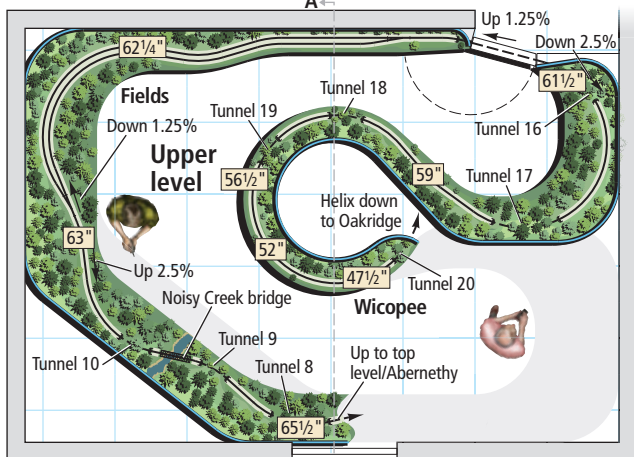 A
Up 1.25%
Down 2.5%
62¼"
61½"
Fields
Tunnel 18
Tunnel 19
Tunnel 16
Down 1.25%
Upper
level
56½"
59"
Tunnel 17
Helix down
to Oakridge
63"
52"
Up 2.5%
47½"
Tunnel 20
Noisy Creek bridge
Wicopee
Tunnel 9
Tunnel 10
Tunnel 8
Up to top
level/Abernethy
65½"